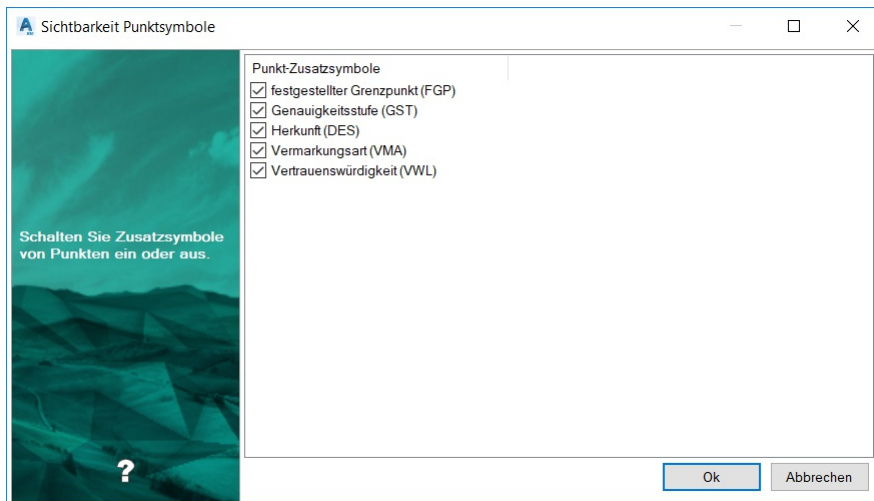 Sichtbarkeit Punktsymbole
Schalten Sie Zusatzsymbole
von Punkten ein oder aus.
?
Punkt-Zusatzsymbole
festgestellter Grenzpunkt (FGP)
Genauigkeitsstufe (GST)
Herkunft (DES)
Vermarkungsart (VMA)
Vertrauenswürdigkeit (VWL)
Ok
Abbrechen